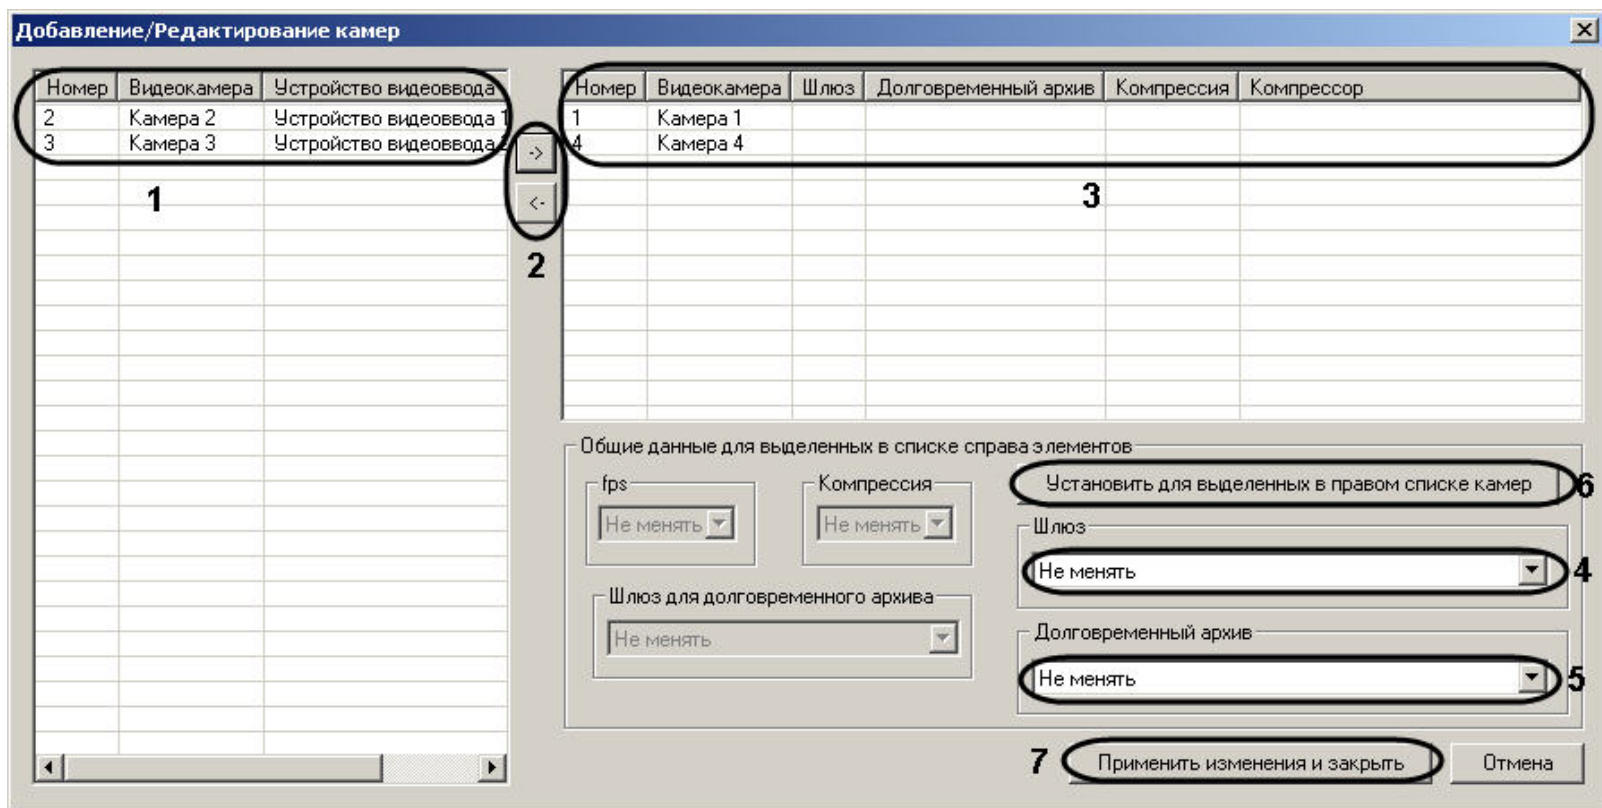 Добавление/Редактирование камер
Номер Видеокамера Устройство видеоввода
2 Камера 2 Устройство видеоввода 1
3 Камера 3 Устройство видеоввода
1
->
<-
2
Номер Видеокамера Шлюз Долговременный архив Компрессия Компрессор
1 Камера 1
4 Камера 4
3
Общие данные для выделенных в списке справа элементов
fps
Не менять
Компрессия
Не менять
Установить для выделенных в правом списке камер 6
Шлюз
Не менять 4
Шлюз для долговременного архива
Не менять
Долговременный архив
Не менять 5
7 Применить изменения и закрыть Отмена